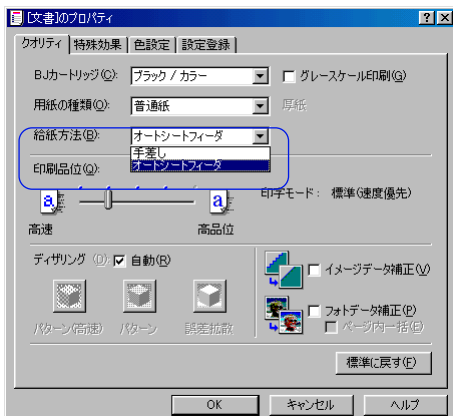 [文書]のプロパティ
クオリティ 特殊効果 色設定 設定登録
BJカートリッジ(C): ブラック / カラー グレースケール印刷(G)
用紙の種類(O): 普通紙 厚紙
給紙方法(B): オートシートフィーダ
手差し
オートシートフィーダ
印刷品位(Q):
印字モード: 標準(速度優先)
a a
高速 高品位
ディザリング (D): 自動(R)
イメージデータ補正(V)
フォトデータ補正(P)
ページ内一括(E)
パターン(高速) パターン 誤差拡散
標準に戻す(F)
OK キャンセル ヘルプ